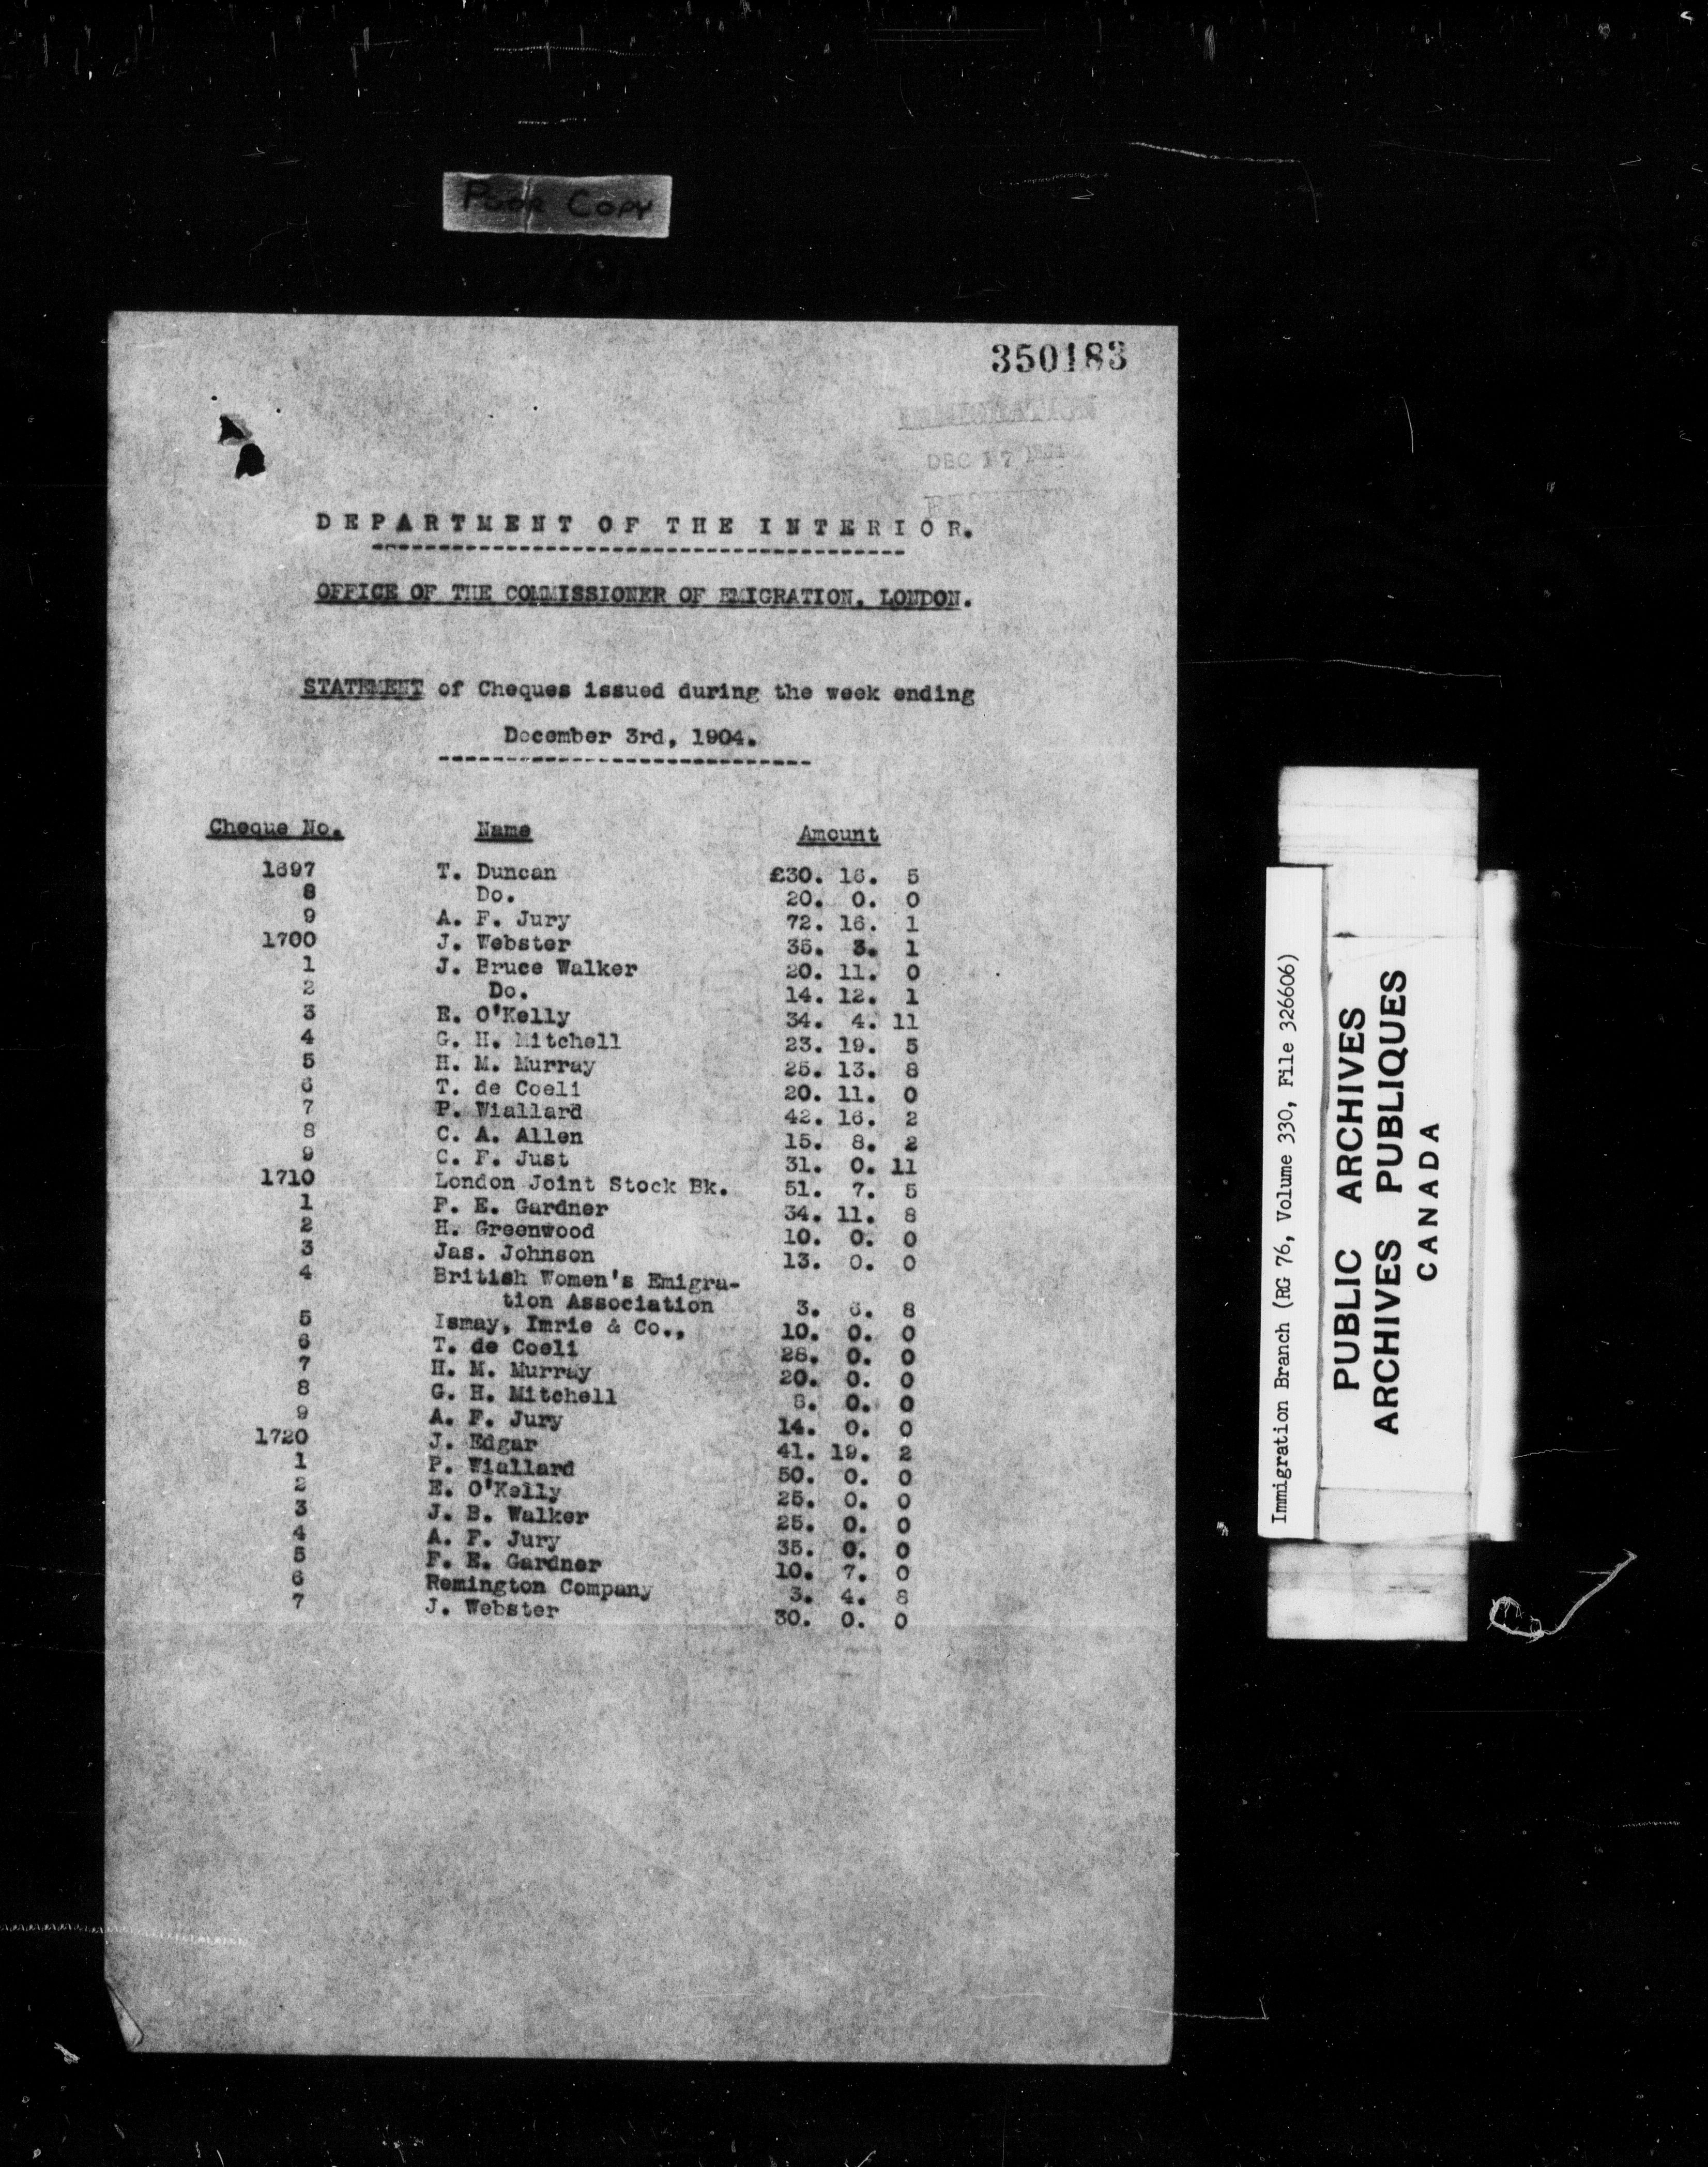 Poor Copy
350183
IMMIGRATION
DEC 17
RECEIVED
DEPARTMENT OF THE INTERIOR.
OFFICE OF THE COMMISSIONER OF EMIGRATION. LONDON.
STATEMENT of Cheques issued during the week ending
December 3rd, 1904.
Cheque No. Name Amount
1697 T. Duncan £30. 16. 5
8 Do. 20. 0. 0
9 A. F. Jury 72. 16. 1
1700 J. Webster 35. 3. 1
1 J. Bruce Walker 20. 11. 0
2 Do. 14. 12. 1
3 E. O'Kelly 34. 4. 11
4 G. H. Mitchell 23. 19. 5
5 H. M. Murray 25. 13. 8
6 T. de Coeli 20. 11. 0
7 P. Wiallard 42. 16. 2
8 C. A. Allen 15. 8. 2
9 C. F. Just 31. 0. 11
1710 London Joint Stock Bk. 51. 7. 5
1 F. E. Gardner 34. 11. 8
2 H. Greenwood 10. 0. 0
3 Jas. Johnson 13. 0. 0
4 British Women's Emigra-
tion Association 3. 6. 8
5 Ismay, Imrie & Co., 10. 0. 0
6 T. de Coeli 28. 0. 0
7 H. M. Murray 20. 0. 0
8 G. H. Mitchell 8. 0. 0
9 A. F. Jury 14. 0. 0
1720 J. Edgar 41. 19. 2
1 P. Wiallard 50. 0. 0
2 E. O'Kelly 25. 0. 0
3 J. B. Walker 25. 0. 0
4 A. F. Jury 35. 0. 0
5 F. E. Gardner 10. 7. 0
6 Remington Company 3. 4. 8
7 J. Webster 30. 0. 0
Immigration Branch (RG 76, Volume 330, File 326606)
PUBLIC ARCHIVES
ARCHIVES PUBLIQUES
CANADA